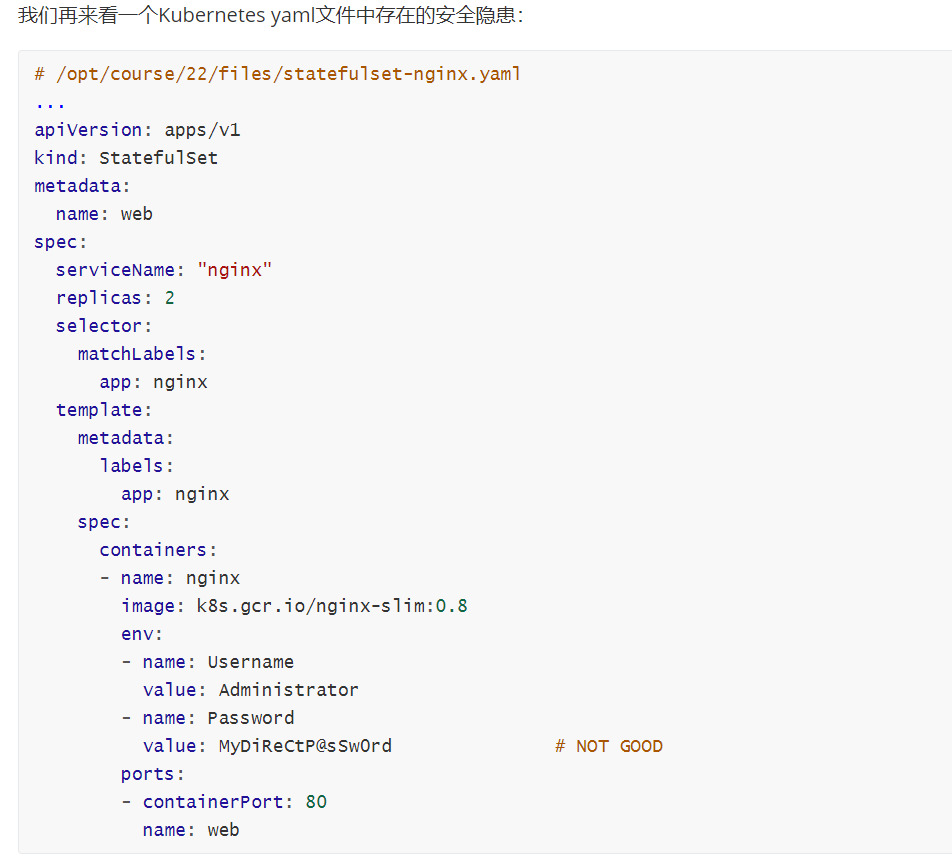 我们再来看一个Kubernetes yaml文件中存在的安全隐患：
# /opt/course/22/files/statefulset-nginx.yaml
...
apiVersion: apps/v1
kind: StatefulSet
metadata:
  name: web
spec:
  serviceName: "nginx"
  replicas: 2
  selector:
    matchLabels:
      app: nginx
  template:
    metadata:
      labels:
        app: nginx
    spec:
      containers:
      - name: nginx
        image: k8s.gcr.io/nginx-slim:0.8
        env:
        - name: Username
          value: Administrator
        - name: Password
          value: MyDiReCtP@sSw0rd               # NOT GOOD
        ports:
        - containerPort: 80
          name: web